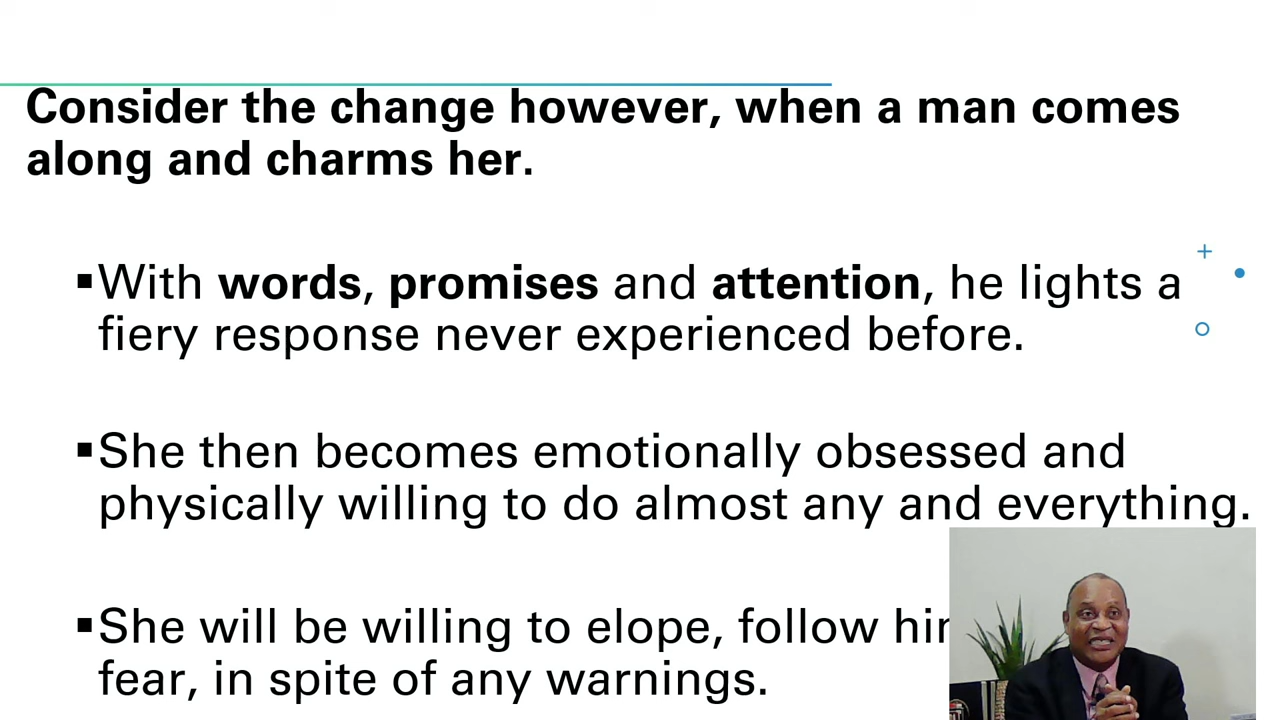 Consider the change however, when a man comes
along and charms her.
▪With words, promises and attention, he lights a
fiery response never experienced before.
▪She then becomes emotionally obsessed and
physically willing to do almost any and everything.
▪She will be willing to elope, follow
fear, in spite of any warnings.